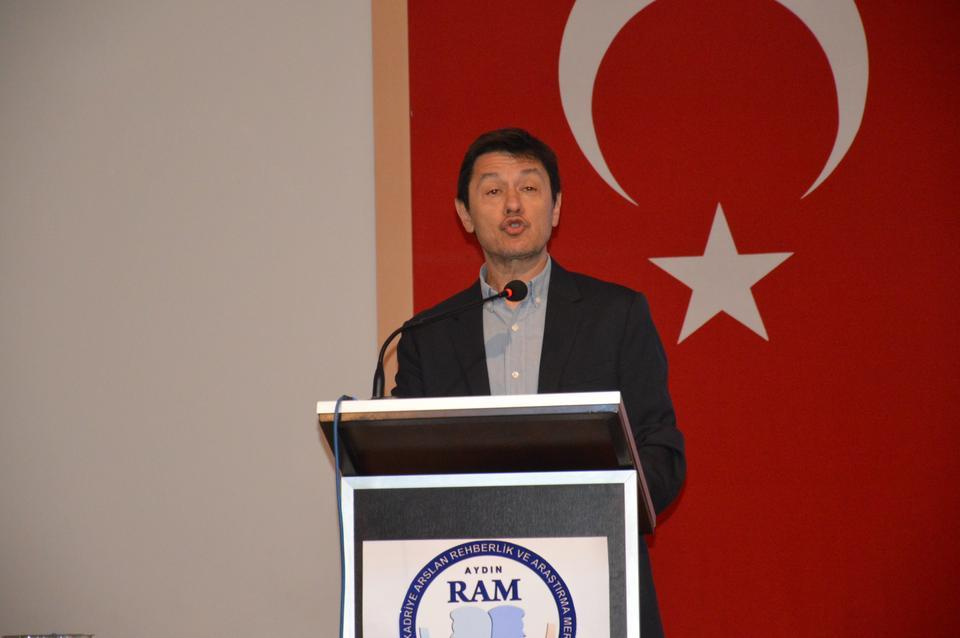 KADRİYE ARSLAN REHBERLİK VE ARAŞTIRMA MER
AYDIN
RAM